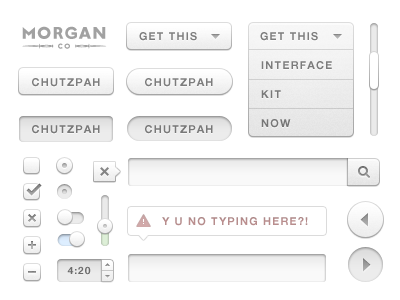 MORGAN
CO
GET THIS
GET THIS
INTERFACE
KIT
NOW
CHUTZPAH
CHUTZPAH
CHUTZPAH
CHUTZPAH
Y U NO TYPING HERE?!
4:20